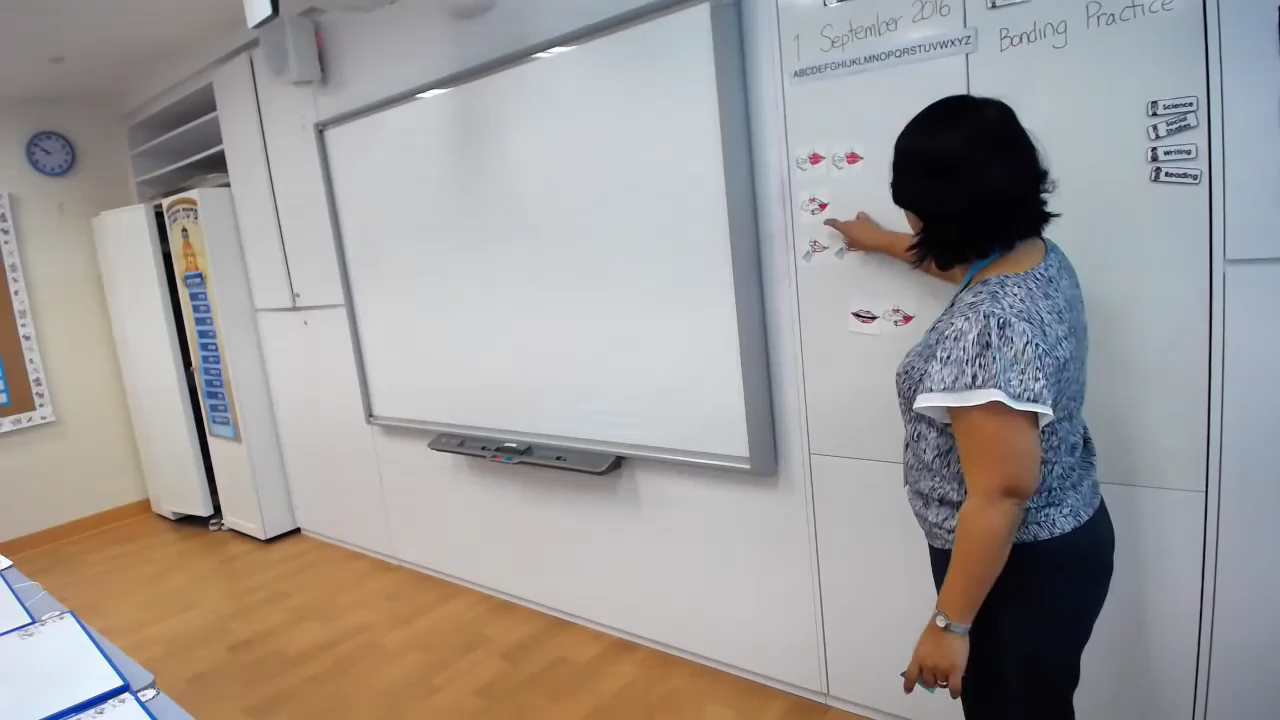 1 September 2016
ABCDEFGHIJKLMNOPQRSTUVWXYZ
Bonding Practice
Science
Social
Studies
Writing
Reading